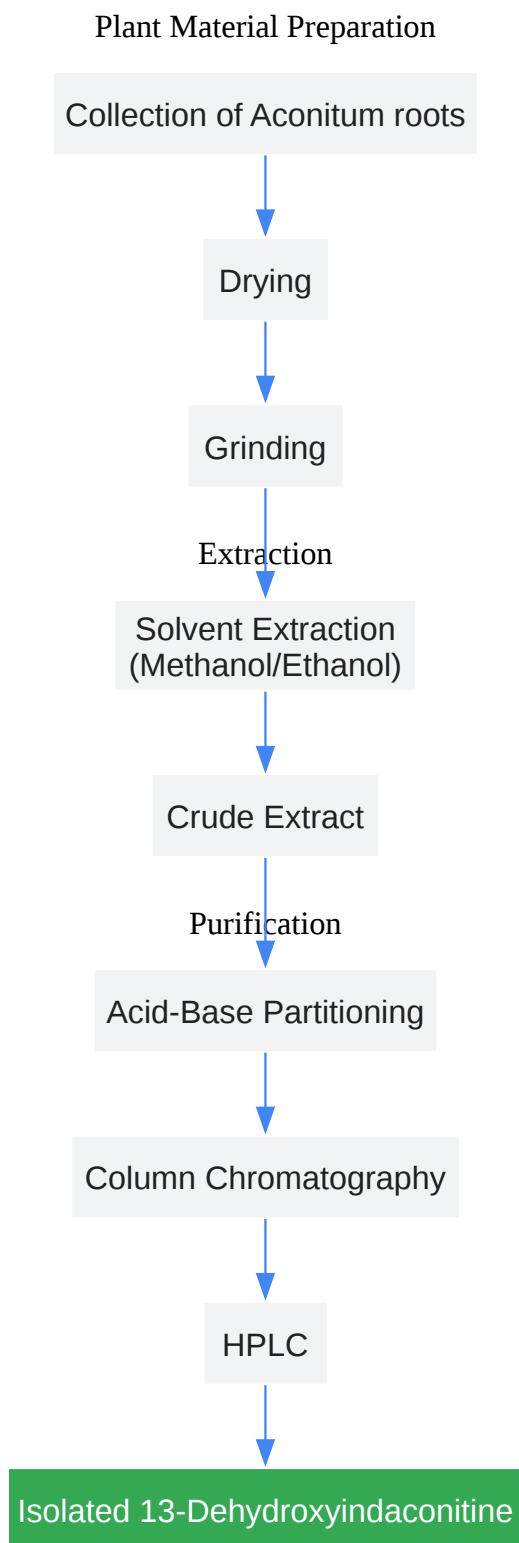 Plant Material Preparation
Collection of Aconitum roots
Drying
Grinding
Extraction
Solvent Extraction
(Methanol/Ethanol)
Crude Extract
Purification
Acid-Base Partitioning
Column Chromatography
HPLC
Isolated 13-Dehydroxyindaconitine